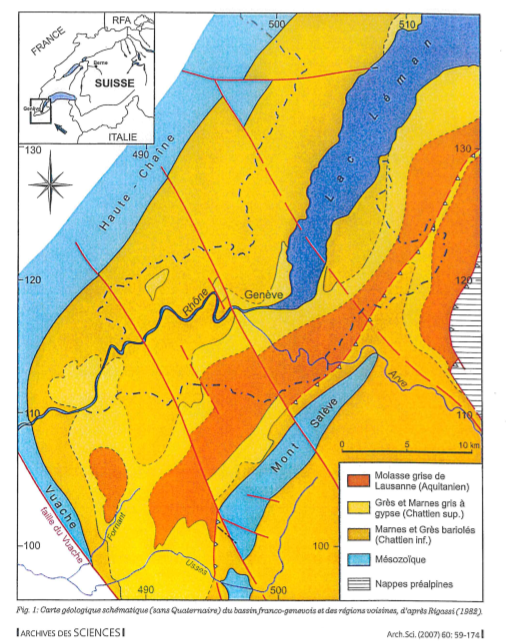 500
510
FRANCE
RFA
Berne
SUISSE
Genève
ITALIE
130
490
130
Haute - Chaîne
Lac Léman
120
120
Rhône
Genève
Arve
110
110
Mont Salève
0 5 10 km
Vuache
faille du Vuache
Fornant
Usses
100
100
490
500
Molasse grise de
Lausanne (Aquitanien)
Grès et Marnes gris à
gypse (Chattien sup.)
Marnes et Grès bariolés
(Chattien inf.)
Mésozoïque
Nappes préalpines
Fig. 1: Carte géologique schématique (sans Quaternaire) du bassin franco-genevois et des régions voisines, d'après Rigassi (1982).
ARCHIVES DES SCIENCES
Arch.Sci. (2007) 60: 59-174